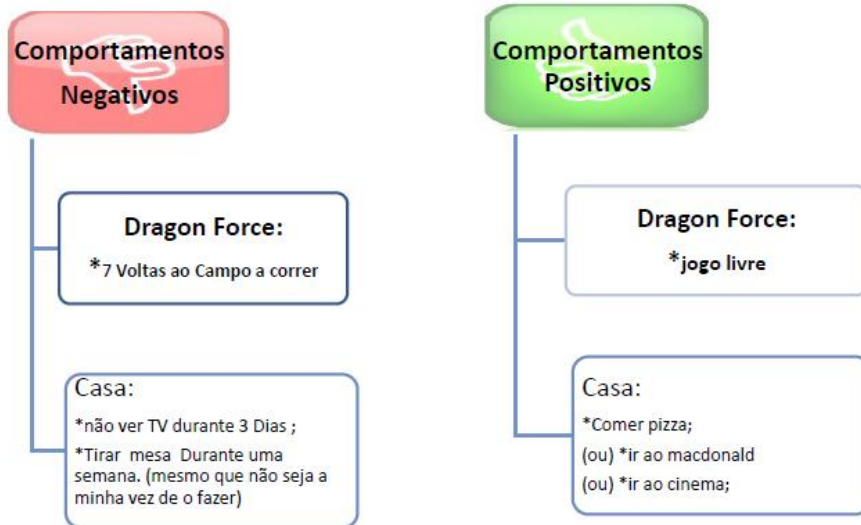 Comportamentos
Negativos
Dragon Force:
*7 Voltas ao Campo a correr
Casa:
*não ver TV durante 3 Dias ;
*Tirar mesa Durante uma
semana. (mesmo que não seja a
minha vez de o fazer)
Comportamentos
Positivos
Dragon Force:
*jogo livre
Casa:
*Comer pizza;
(ou) *ir ao macdonald
(ou) *ir ao cinema;